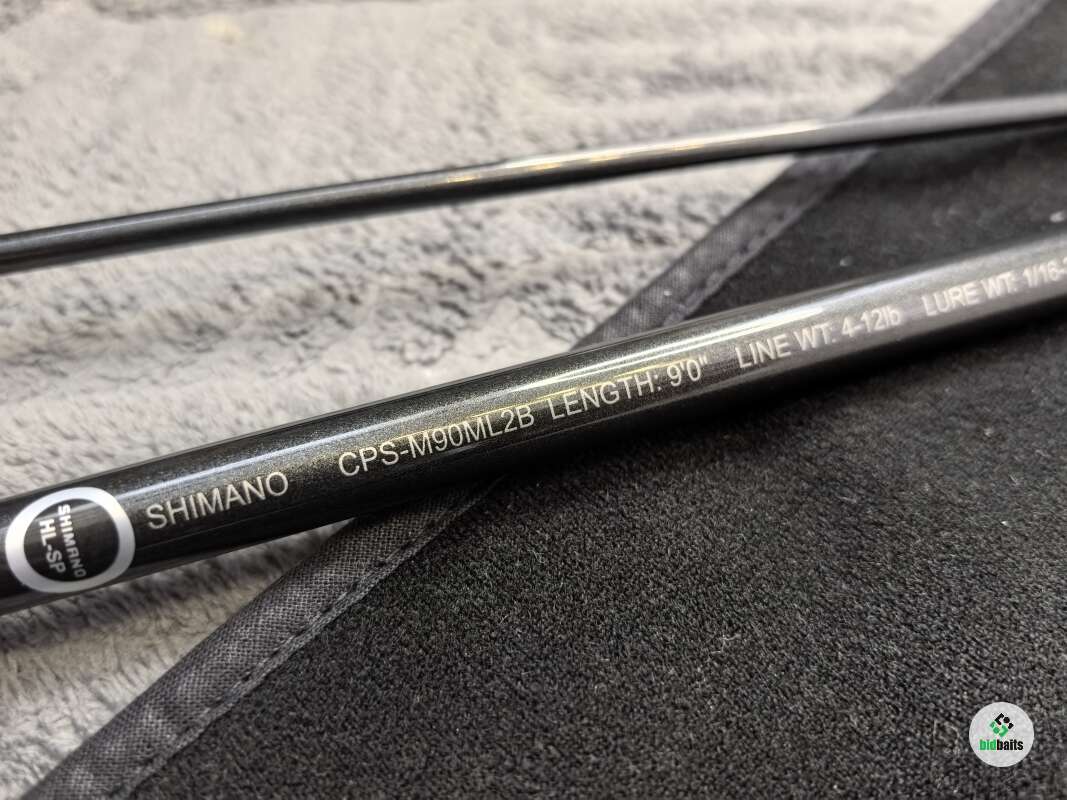 SHIMANO
HL-SP
SHIMANO CPS-M90ML2B LENGTH: 9'0" LINE WT: 4-12lb LURE WT: 1/16-
bidbaits